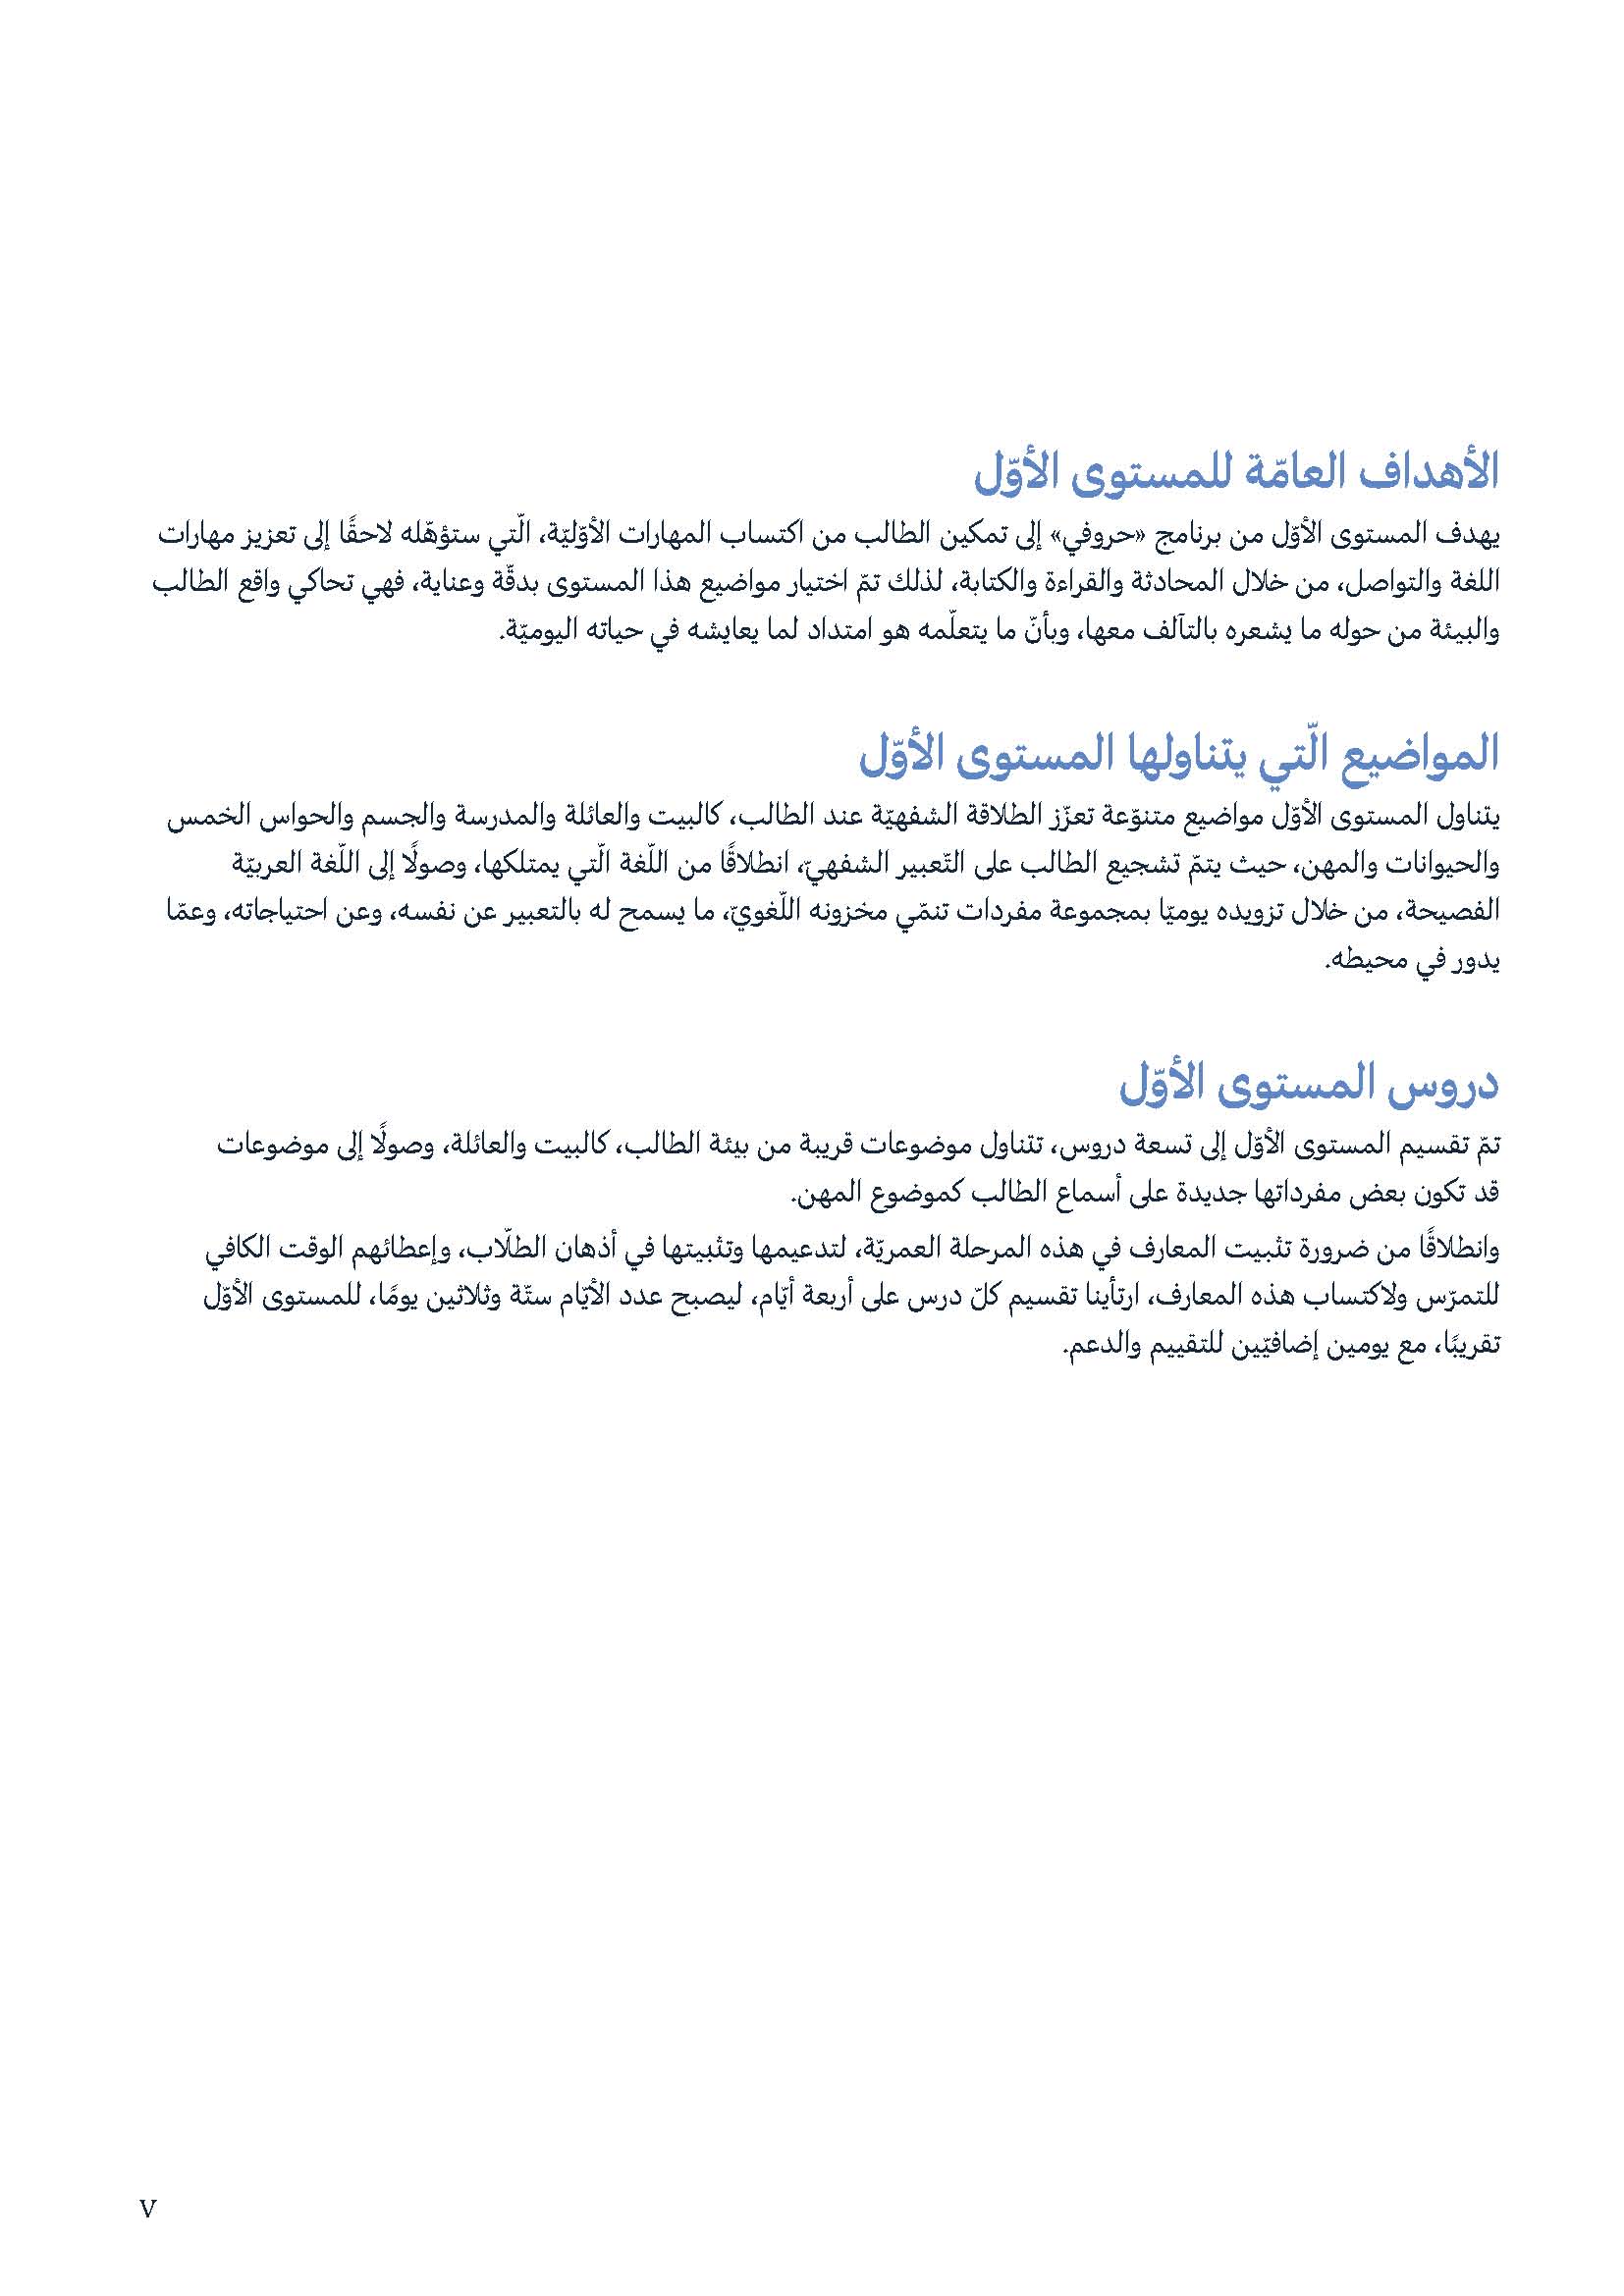 الأهداف العامّة للمستوى الأوّل
يهدف المستوى الأوّل من برنامج «حروفي» إلى تمكين الطالب من اكتساب المهارات الأوّليّة، الّتي ستؤهّله لاحقًا إلى تعزيز مهارات
اللغة والتواصل، من خلال المحادثة والقراءة والكتابة، لذلك تمّ اختيار مواضيع هذا المستوى بدقّة وعناية، فهي تحاكي واقع الطالب
والبيئة من حوله ما يشعره بالتآلف معها، وبأنّ ما يتعلّمه هو امتداد لما يعايشه في حياته اليوميّة.
المواضيع الّتي يتناولها المستوى الأوّل
يتناول المستوى الأوّل مواضيع متنوّعة تعزّز الطلاقة الشفهيّة عند الطالب، كالبيت والعائلة والمدرسة والجسم والحواس الخمس
والحيوانات والمهن، حيث يتمّ تشجيع الطالب على التّعبير الشفهيّ، انطلاقًا من اللّغة الّتي يمتلكها، وصولًا إلى اللّغة العربيّة
الفصيحة، من خلال تزويده يوميًّا بمجموعة مفردات تنمّي مخزونه اللّغويّ، ما يسمح له بالتعبير عن نفسه، وعن احتياجاته، وعمّا
يدور في محيطه.
دروس المستوى الأوّل
تمّ تقسيم المستوى الأوّل إلى تسعة دروس، تتناول موضوعات قريبة من بيئة الطالب، كالبيت والعائلة، وصولًا إلى موضوعات
قد تكون بعض مفرداتها جديدة على أسماع الطالب كموضوع المهن.
وانطلاقًا من ضرورة تثبيت المعارف في هذه المرحلة العمريّة، لتدعيمها وتثبيتها في أذهان الطلّاب، وإعطائهم الوقت الكافي
للتمرّس ولاكتساب هذه المعارف، ارتأينا تقسيم كلّ درس على أربعة أيّام، ليصبح عدد الأيّام ستّة وثلاثين يومًا، للمستوى الأوّل
تقريبًا، مع يومين إضافيّين للتقييم والدعم.
٧